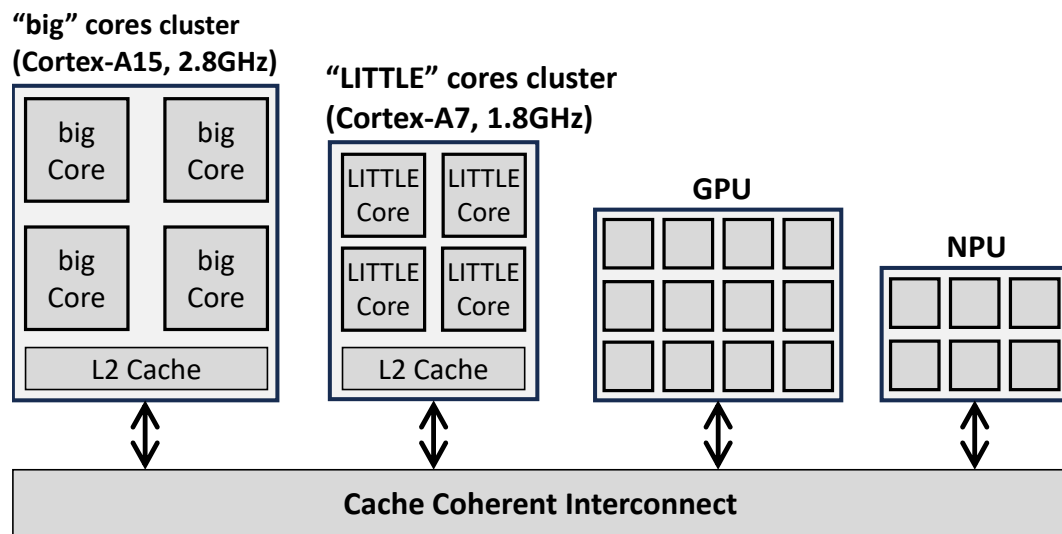 “big” cores cluster
(Cortex-A15, 2.8GHz)
big
Core
big
Core
big
Core
big
Core
L2 Cache
“LITTLE” cores cluster
(Cortex-A7, 1.8GHz)
LITTLE
Core
LITTLE
Core
LITTLE
Core
LITTLE
Core
L2 Cache
GPU
NPU
Cache Coherent Interconnect